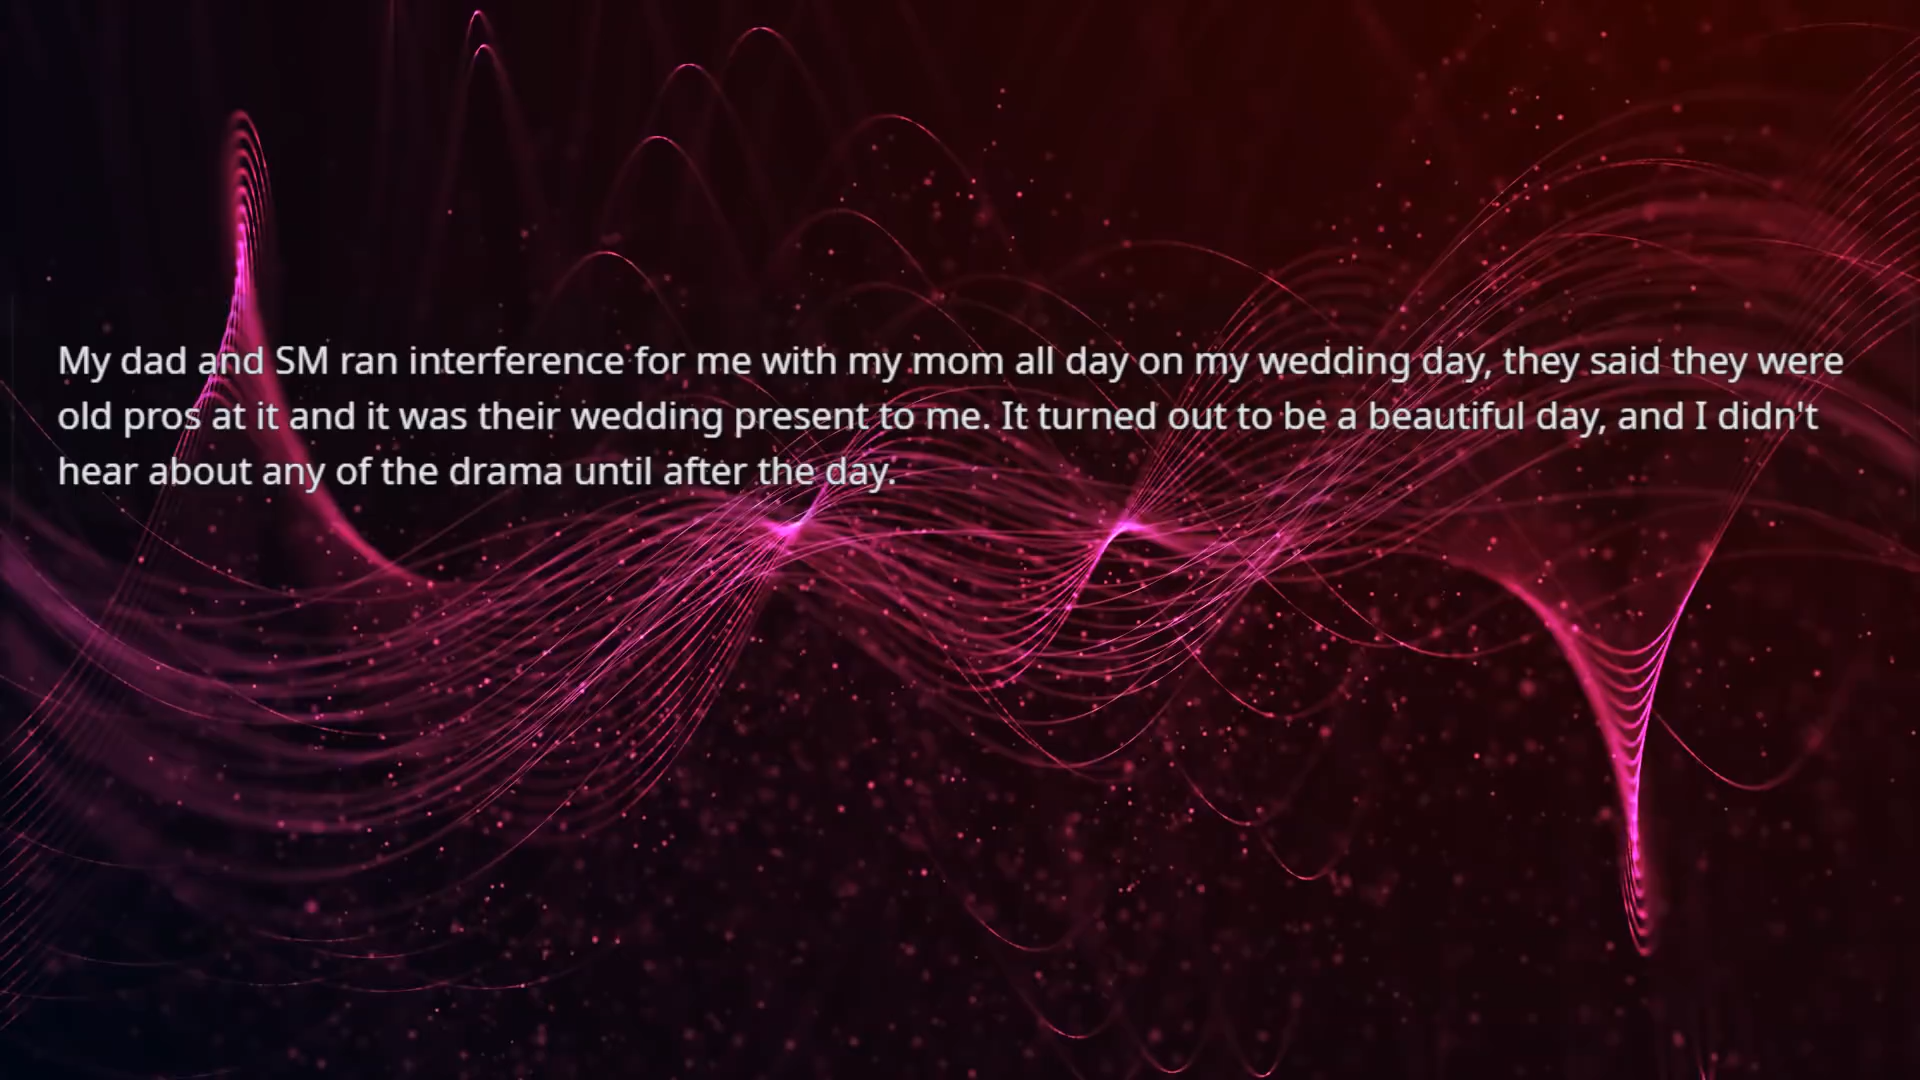 My dad and SM ran interference for me with my mom all day on my wedding day, they said they were
old pros at it and it was their wedding present to me. It turned out to be a beautiful day, and I didn't
hear about any of the drama until after the day.